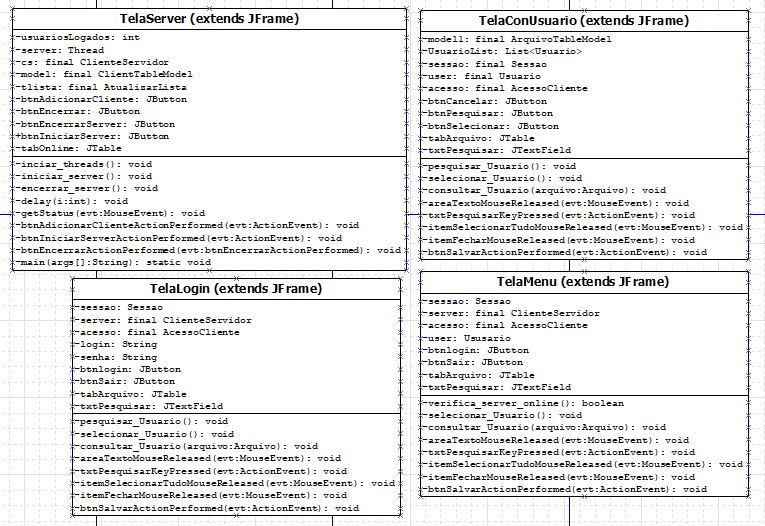 TelaServer (extends JFrame)
-usuariosLogados: int
-server: Thread
-cs: final ClienteServidor
-model: final ClientTableModel
-tlista: final AtualizarLista
-btnAdicionarCliente: JButton
-btnEncerrar: JButton
-btnEncerrarServer: JButton
+btnIniciarServer: JButton
-tabOnline: JTable
-inciar_threads(): void
-iniciar_server(): void
-encerrar_server(): void
-delay(i:int): void
-getStatus(evt:MouseEvent): void
-btnAdicionarClienteActionPerformed(evt:ActionEvent): void
-btnIniciarServerActionPerformed(evt:ActionEvent): void
-btnEncerrarActionPerformed(evt:btnEncerrarActionPerformed): void
-main(args[]:String): static void
TelaConUsuario (extends JFrame)
-modell: final ArquivoTableModel
-UsuarioList: List<Usuario>
-sessao: final Sessao
-user: final Usuario
-acesso: final AcessoCliente
-btnCancelar: JButton
-btnPesquisar: JButton
-btnSelecionar: JButton
-tabArquivo: JTable
-txtPesquisar: JTextField
-pesquisar_Usuario(): void
-selecionar_Usuario(): void
-consultar_Usuario(arquivo:Arquivo): void
-areaTextoMouseReleased(evt:MouseEvent): void
-txtPesquisarKeyPressed(evt:ActionEvent): void
-itemSelecionarTudoMouseReleased(evt:MouseEvent): void
-itemFecharMouseReleased(evt:MouseEvent): void
-btnSalvarActionPerformed(evt:ActionEvent): void
TelaLogin (extends JFrame)
-sessao: Sessao
-server: final ClienteServidor
-acesso: final AcessoCliente
-login: String
-senha: String
-btnlogin: JButton
-btnSair: JButton
-tabArquivo: JTable
-txtPesquisar: JTextField
-pesquisar_Usuario(): void
-selecionar_Usuario(): void
-consultar_Usuario(arquivo:Arquivo): void
-areaTextoMouseReleased(evt:MouseEvent): void
-txtPesquisarKeyPressed(evt:ActionEvent): void
-itemSelecionarTudoMouseReleased(evt:MouseEvent): void
-itemFecharMouseReleased(evt:MouseEvent): void
-btnSalvarActionPerformed(evt:ActionEvent): void
TelaMenu (extends JFrame)
-sessao: Sessao
-server: final ClienteServidor
-acesso: final AcessoCliente
-user: Ususario
-btnlogin: JButton
-btnSair: JButton
-tabArquivo: JTable
-txtPesquisar: JTextField
-verifica_server_online(): boolean
-selecionar_Usuario(): void
-consultar_Usuario(arquivo:Arquivo): void
-areaTextoMouseReleased(evt:MouseEvent): void
-txtPesquisarKeyPressed(evt:ActionEvent): void
-itemSelecionarTudoMouseReleased(evt:MouseEvent): void
-itemFecharMouseReleased(evt:MouseEvent): void
-btnSalvarActionPerformed(evt:ActionEvent): void